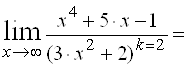 lim x→∞ (x^4 + 5·x − 1) / (3·x^2 + 2)^{k=2} =